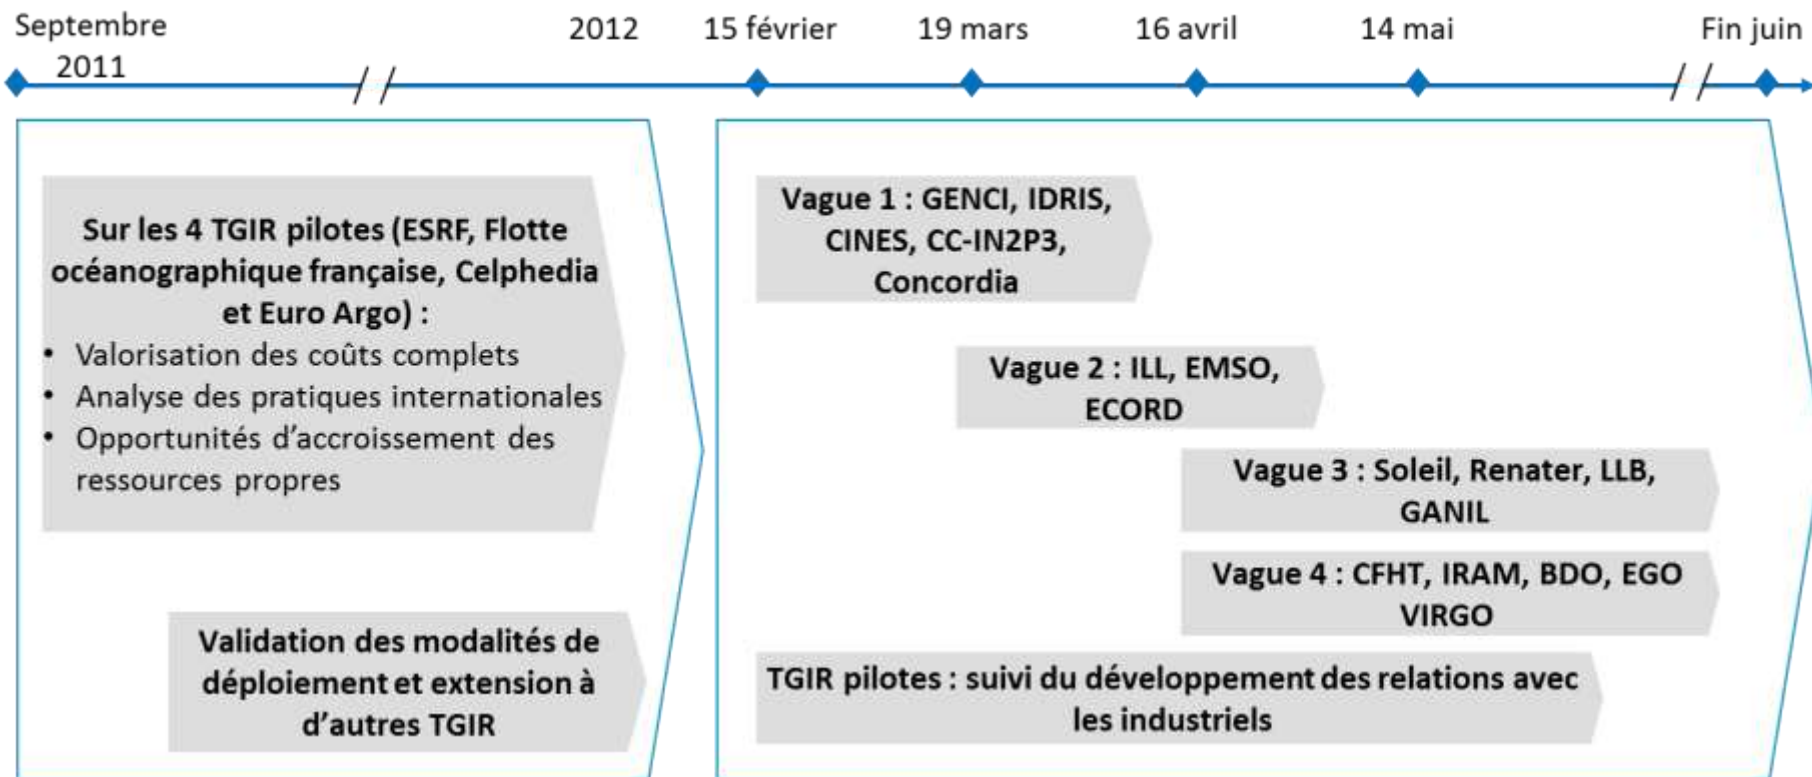 Septembre
2011
2012
15 février
19 mars
16 avril
14 mai
Fin juin
Sur les 4 TGIR pilotes (ESRF, Flotte
océanographique française, Celphedia
et Euro Argo) :
• Valorisation des coûts complets
• Analyse des pratiques internationales
• Opportunités d'accroissement des
ressources propres
Validation des modalités de
déploiement et extension à
d'autres TGIR
Vague 1 : GENCI, IDRIS,
CINES, CC-IN2P3,
Concordia
Vague 2 : ILL, EMSO,
ECORD
Vague 3 : Soleil, Renater, LLB,
GANIL
Vague 4 : CFHT, IRAM, BDO, EGO
VIRGO
TGIR pilotes : suivi du développement des relations avec
les industriels